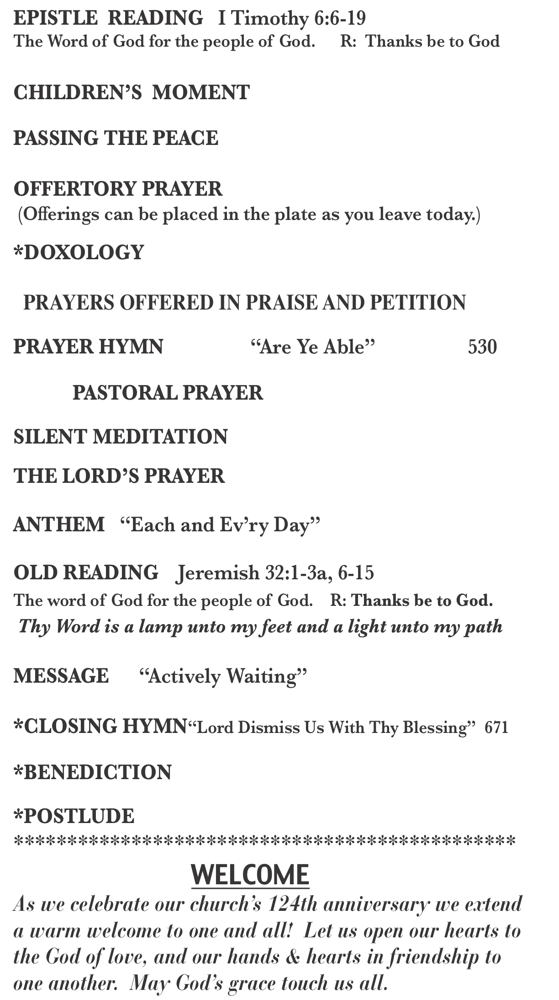 EPISTLE READING I Timothy 6:6-19
The Word of God for the people of God. R: Thanks be to God
CHILDREN’S MOMENT
PASSING THE PEACE
OFFERTORY PRAYER
(Offerings can be placed in the plate as you leave today.)
*DOXOLOGY
PRAYERS OFFERED IN PRAISE AND PETITION
PRAYER HYMN “Are Ye Able” 530
PASTORAL PRAYER
SILENT MEDITATION
THE LORD’S PRAYER
ANTHEM “Each and Ev’ry Day”
OLD READING Jeremish 32:1-3a, 6-15
The word of God for the people of God. R: Thanks be to God.
Thy Word is a lamp unto my feet and a light unto my path
MESSAGE “Actively Waiting”
*CLOSING HYMN“Lord Dismiss Us With Thy Blessing” 671
*BENEDICTION
*POSTLUDE
***********************************************
WELCOME
As we celebrate our church’s 124th anniversary we extend
a warm welcome to one and all! Let us open our hearts to
the God of love, and our hands & hearts in friendship to
one another. May God’s grace touch us all.